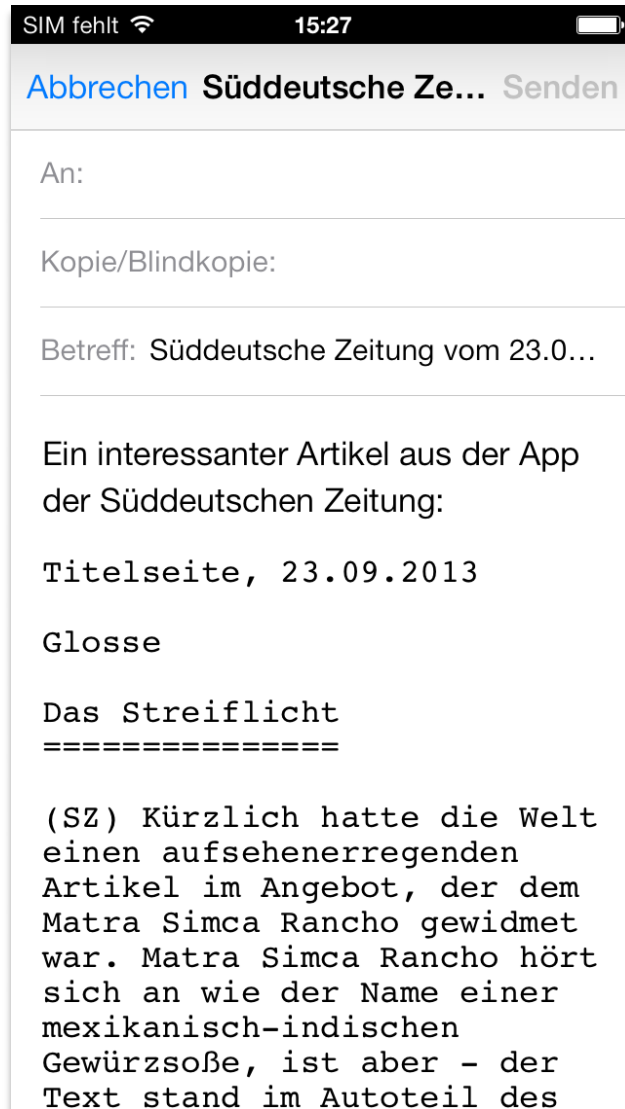 SIM fehlt 15:27
Abbrechen Süddeutsche Ze... Senden
An:
Kopie/Blindkopie:
Betreff: Süddeutsche Zeitung vom 23.0...
Ein interessanter Artikel aus der App
der Süddeutschen Zeitung:
Titelseite, 23.09.2013
Glosse
Das Streiflicht
===============
(SZ) Kürzlich hatte die Welt
einen aufsehenerregenden
Artikel im Angebot, der dem
Matra Simca Rancho gewidmet
war. Matra Simca Rancho hört
sich an wie der Name einer
mexikanisch-indischen
Gewürzsoße, ist aber – der
Text stand im Autoteil des